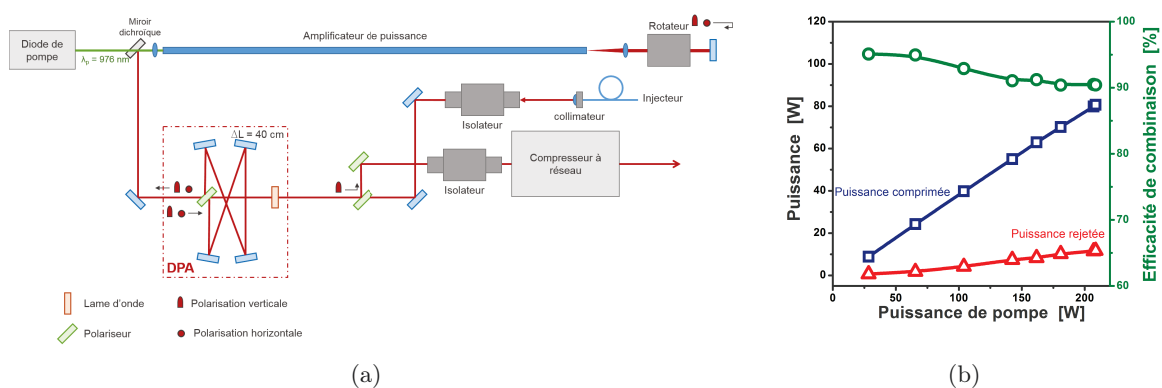 Diode de
pompe
Miroir
dichroïque
λp = 976 nm
Amplificateur de puissance
Rotateur
Isolateur
collimateur
Injecteur
ΔL = 40 cm
Isolateur
Compresseur à
réseau
DPA
Lame d'onde
Polarisation verticale
Polariseur
Polarisation horizontale
(a)
120
100
80
60
40
20
0
Puissance [W]
Puissance comprimée
Puissance rejetée
0
50
100
150
200
Puissance de pompe [W]
100
90
80
70
60
Efficacité de combinaison [%]
(b)